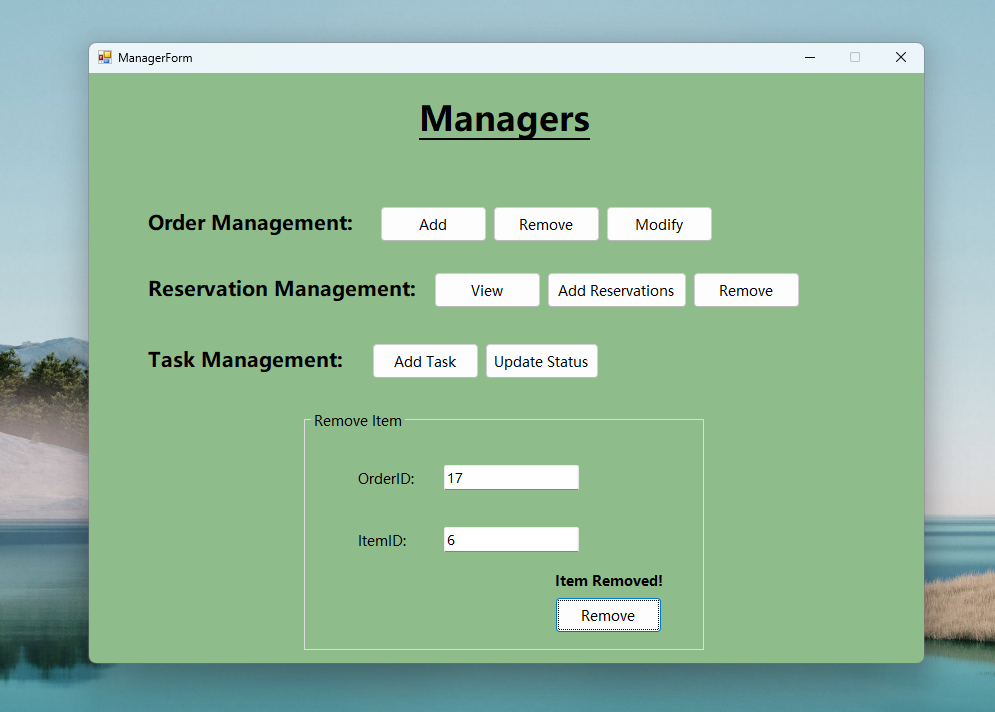 ManagerForm
Managers
Order Management: Add Remove Modify
Reservation Management: View Add Reservations Remove
Task Management: Add Task Update Status
Remove Item
OrderID: 17
ItemID: 6
Item Removed!
Remove